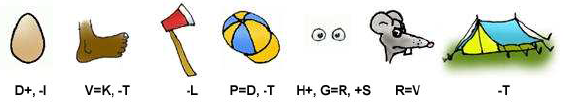 D+, -I V=K, -T -L P=D, -T H+, G=R, +S R=V -T